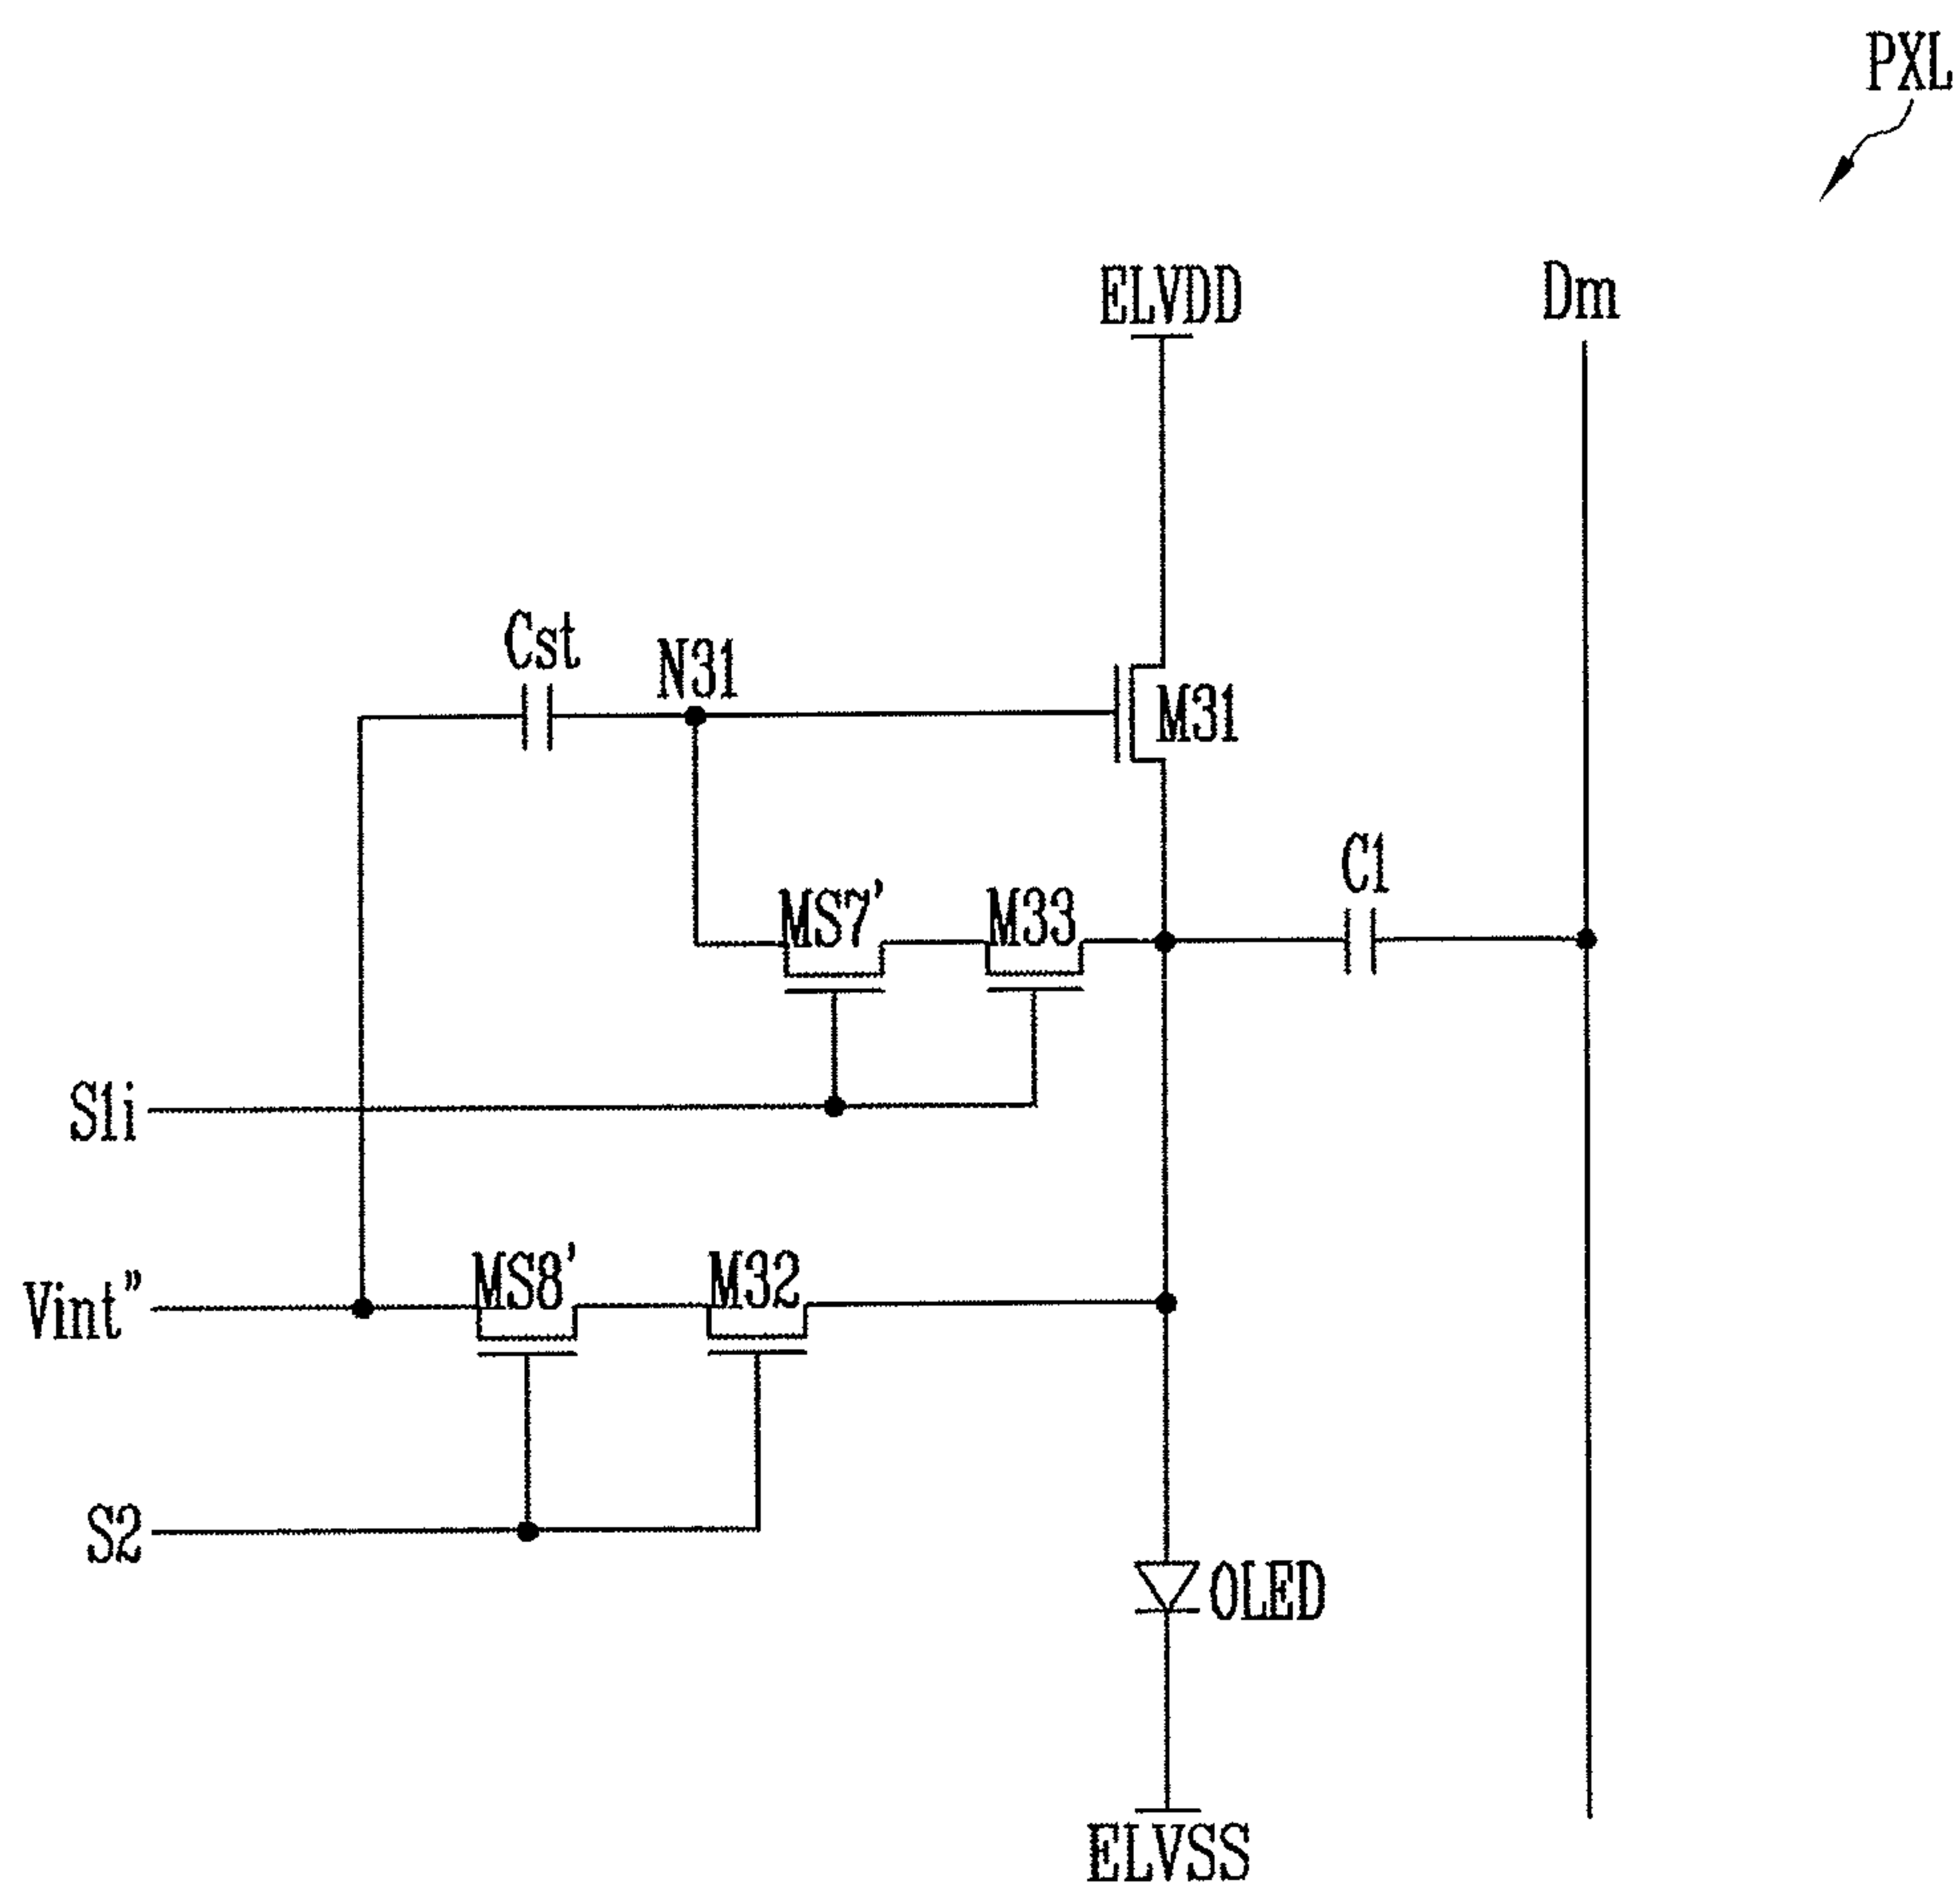 PXL
ELVDD
Dm
Cst
N31
M31
C1
MS7'
M33
S1i
MS8'
M32
Vint"
S2
OLED
ELVSS